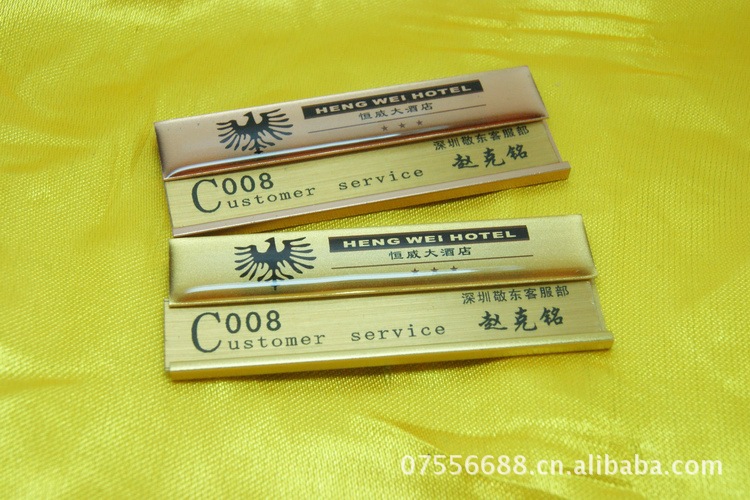 HENG WEI HOTEL
恒威大酒店
深圳敬东客服部
C008
赵克铭
Customer service
HENG WEI HOTEL
恒威大酒店
深圳敬东客服部
C008
赵克铭
Customer service
07556688.cn.alibaba.com